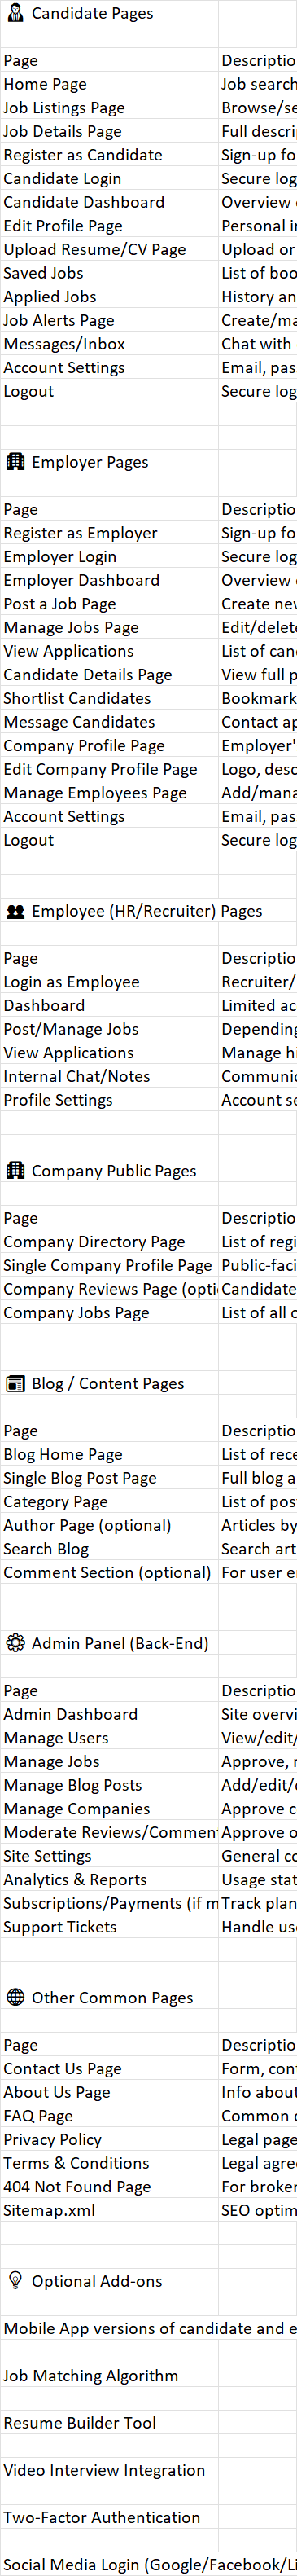 Candidate Pages
Page Descriptio
Home Page Job search
Job Listings Page Browse/se
Job Details Page Full descri
Register as Candidate Sign-up fo
Candidate Login Secure log
Candidate Dashboard Overview
Edit Profile Page Personal i
Upload Resume/CV Page Upload or
Saved Jobs List of boo
Applied Jobs History an
Job Alerts Page Create/ma
Messages/Inbox Chat with
Account Settings Email, pas
Logout Secure log
Employer Pages
Page Descriptio
Register as Employer Sign-up fo
Employer Login Secure log
Employer Dashboard Overview
Post a Job Page Create nev
Manage Jobs Page Edit/delet
View Applications List of can
Candidate Details Page View full p
Shortlist Candidates Bookmark
Message Candidates Contact ap
Company Profile Page Employer'
Edit Company Profile Page Logo, desc
Manage Employees Page Add/mana
Account Settings Email, pas
Logout Secure log
Employee (HR/Recruiter) Pages
Page Descriptio
Login as Employee Recruiter/
Dashboard Limited ac
Post/Manage Jobs Depending
View Applications Manage hi
Internal Chat/Notes Communic
Profile Settings Account se
Company Public Pages
Page Descriptio
Company Directory Page List of regi
Single Company Profile Page Public-faci
Company Reviews Page (opti Candidate
Company Jobs Page List of all
Blog / Content Pages
Page Descriptio
Blog Home Page List of rece
Single Blog Post Page Full blog a
Category Page List of pos
Author Page (optional) Articles by
Search Blog Search art
Comment Section (optional) For user e
Admin Panel (Back-End)
Page Descriptio
Admin Dashboard Site overvi
Manage Users View/edit/
Manage Jobs Approve, r
Manage Blog Posts Add/edit/
Manage Companies Approve c
Moderate Reviews/Commen Approve o
Site Settings General co
Analytics & Reports Usage stat
Subscriptions/Payments (if m Track plan
Support Tickets Handle us
Other Common Pages
Page Descriptio
Contact Us Page Form, con
About Us Page Info about
FAQ Page Common
Privacy Policy Legal page
Terms & Conditions Legal agre
404 Not Found Page For broke
Sitemap.xml SEO optim
Optional Add-ons
Mobile App versions of candidate and e
Job Matching Algorithm
Resume Builder Tool
Video Interview Integration
Two-Factor Authentication
Social Media Login (Google/Facebook/Li